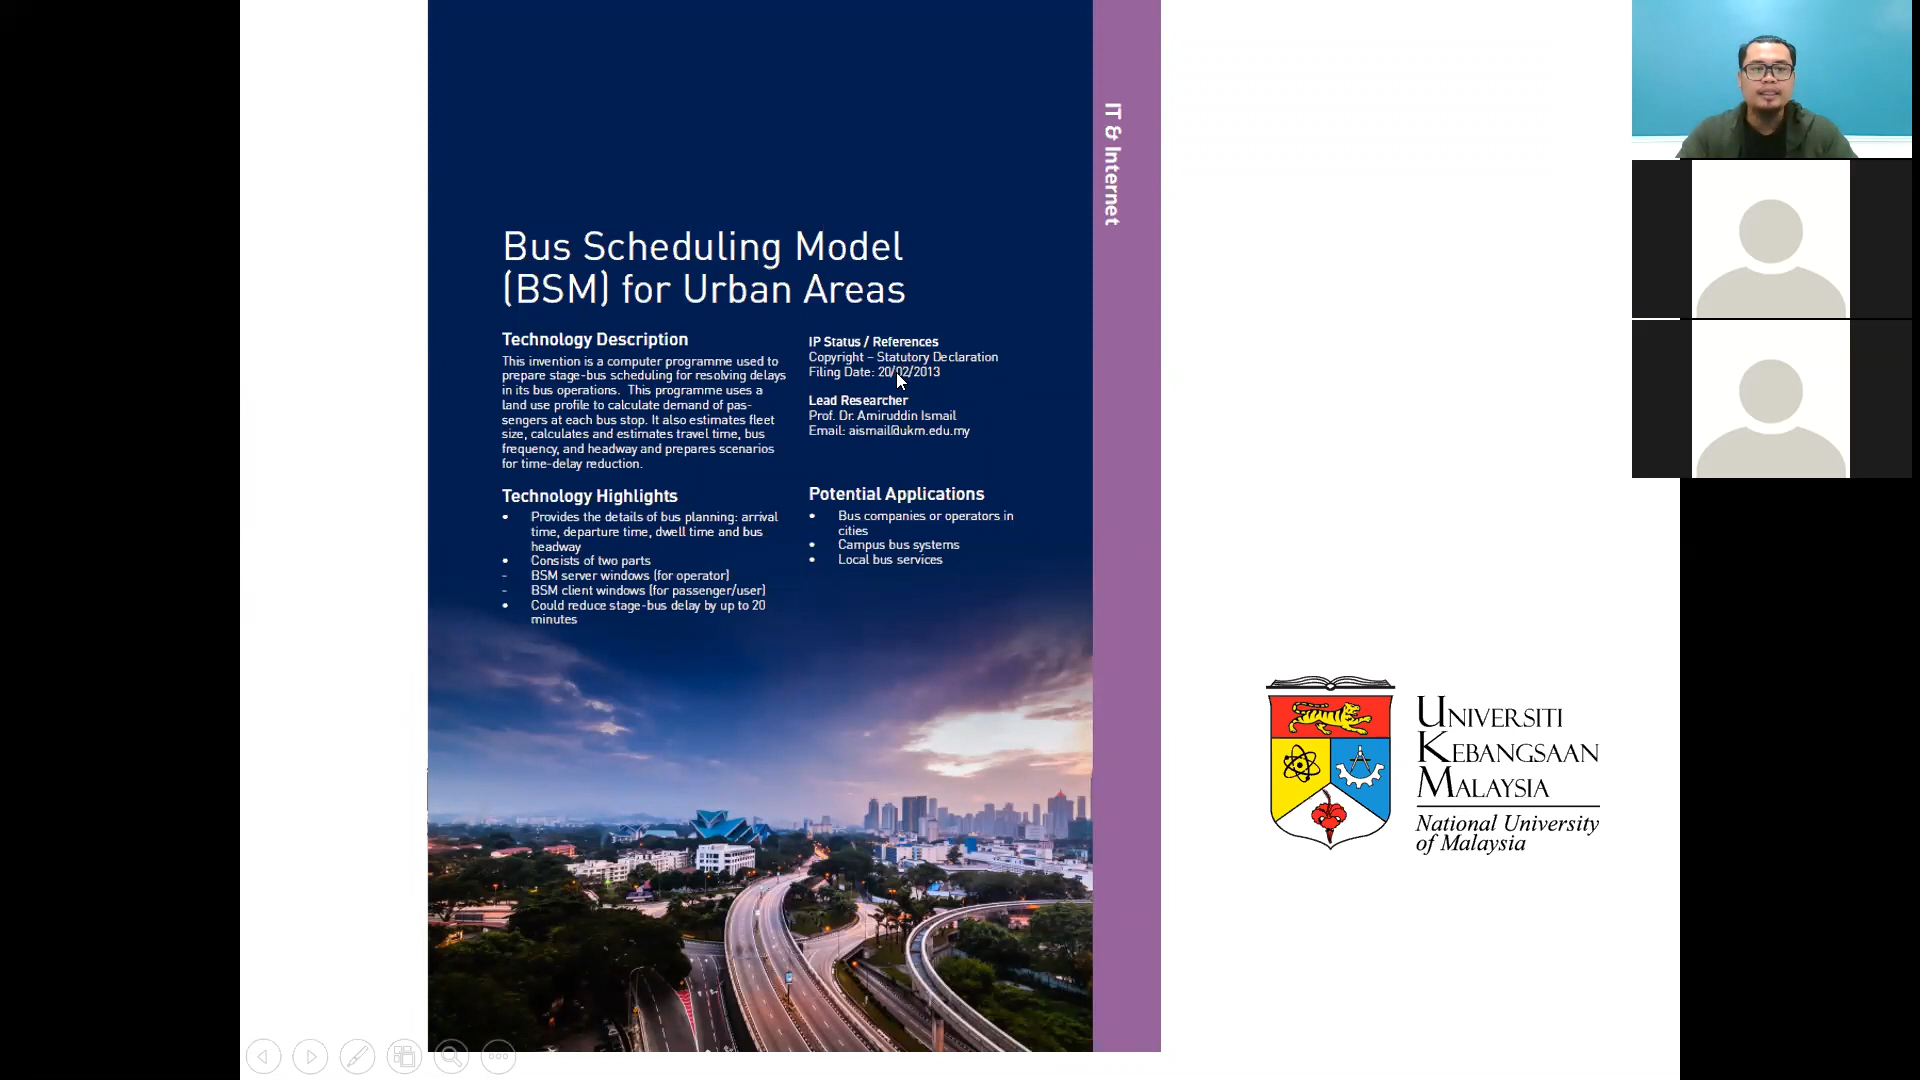 IT & Internet
Bus Scheduling Model
(BSM) for Urban Areas
Technology Description
This invention is a computer programme used to
prepare stage-bus scheduling for resolving delays
in its bus operations. This programme uses a
land use profile to calculate demand of pas-
sengers at each bus stop. It also estimates fleet
size, calculates and estimates travel time, bus
frequency, and headway and prepares scenarios
for time-delay reduction.
Technology Highlights
• Provides the details of bus planning: arrival
time, departure time, dwell time and bus
headway
• Consists of two parts
- BSM server windows (for operator)
- BSM client windows (for passenger/user)
• Could reduce stage-bus delay by up to 20
minutes
IP Status / References
Copyright – Statutory Declaration
Filing Date: 20/02/2013
Lead Researcher
Prof. Dr. Amiruddin Ismail
Email: aismail@ukm.edu.my
Potential Applications
• Bus companies or operators in
cities
• Campus bus systems
• Local bus services
UNIVERSITI
KEBANGSAAN
MALAYSIA
National University
of Malaysia